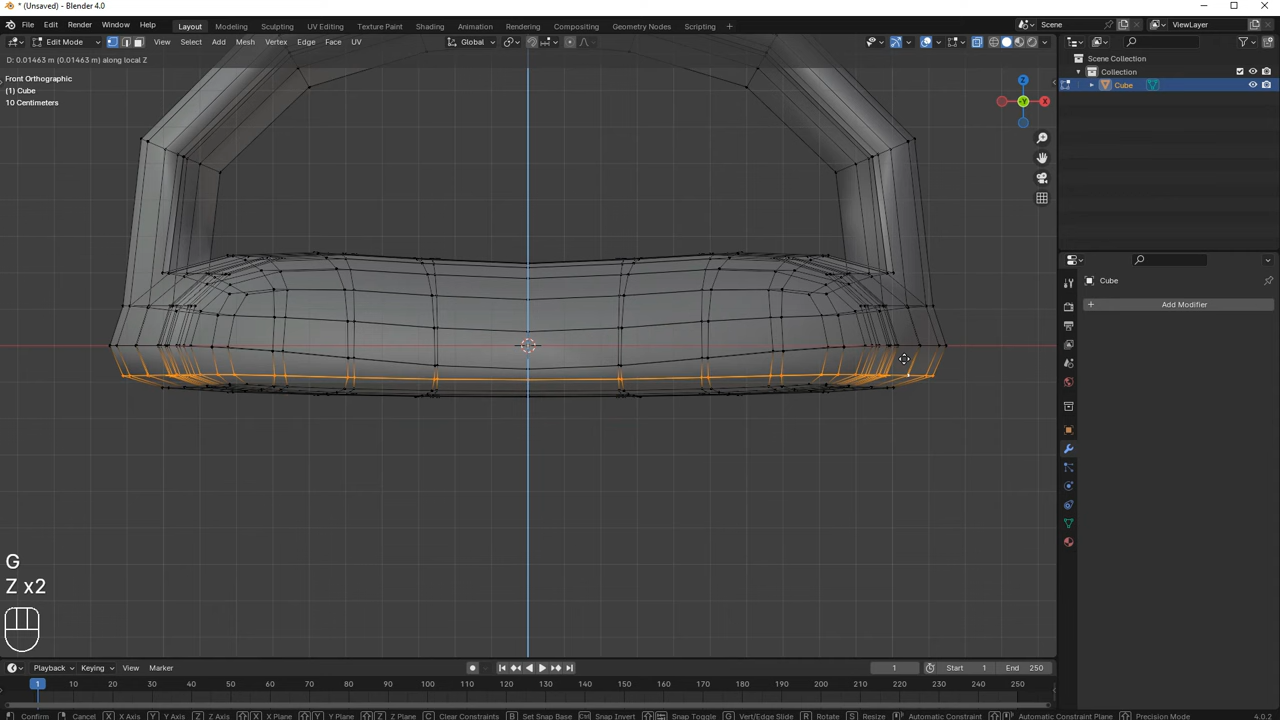 * (Unsaved) - Blender 4.0
File Edit Render Window Help
Layout Modeling Sculpting UV Editing Texture Paint Shading Animation Rendering Compositing Geometry Nodes Scripting +
Scene ViewLayer
Edit Mode View Select Add Mesh Vertex Edge Face UV Global
D: 0.01463 m (0.01463 m) along local Z
Front Orthographic
(1) Cube
10 Centimeters
Z
X
-Y
Scene Collection
Collection
Cube
Cube
+ Add Modifier
G
Z x2
Playback Keying View Marker
1 Start 1 End 250
1 10 20 30 40 50 60 70 80 90 100 110 120 130 140 150 160 170 180 190 200 210 220 230 240 250
Confirm Cancel X X Axis Y Y Axis Z Z Axis X X Plane Y Y Plane Z Z Plane C Clear Constraints B Set Snap Base Snap Invert Snap Toggle G Vert/Edge Slide R Rotate S Resize Automatic Constraint Automatic Constraint Plane Precision Mode 4.0.2